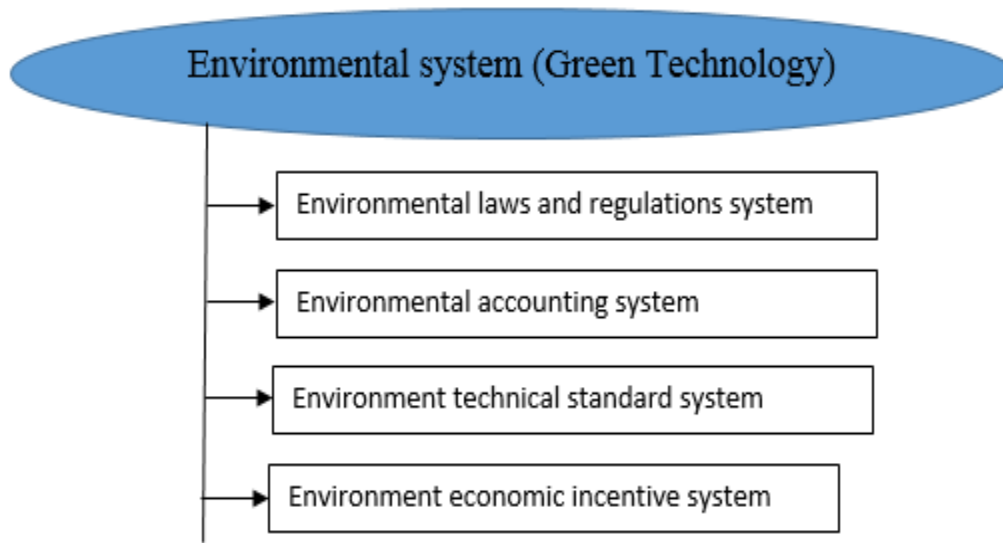 Environmental system (Green Technology)
Environmental laws and regulations system
Environmental accounting system
Environment technical standard system
Environment economic incentive system